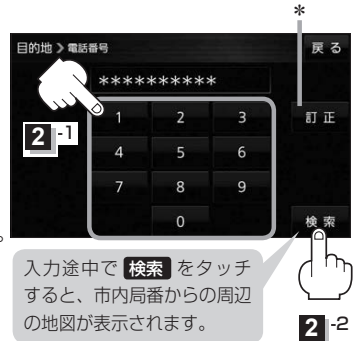 *
目的地 》電話番号 戻る
**********
1 2 3 訂正
2 -1
4 5 6
7 8 9
0 検索
。
入力途中で 検索 をタッチ
すると、市内局番からの周辺
の地図が表示されます。
2 -2